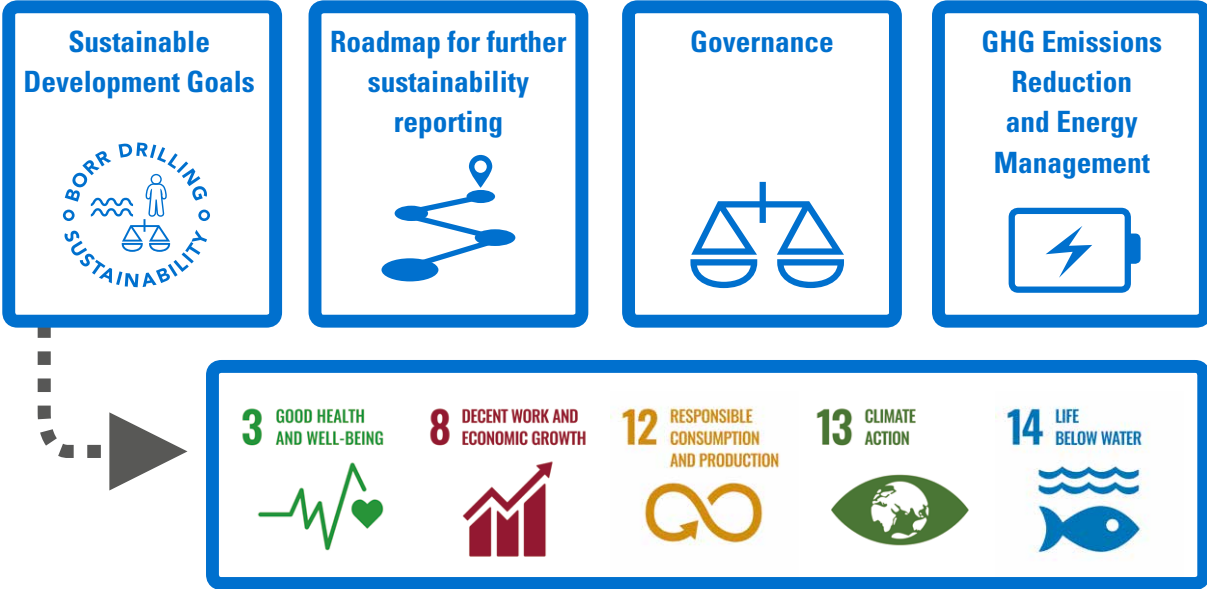 Sustainable
Development Goals
BORR DRILLING
SUSTAINABILITY
Roadmap for further
sustainability
reporting
Governance
GHG Emissions
Reduction
and Energy
Management
3 GOOD HEALTH
AND WELL-BEING
8 DECENT WORK AND
ECONOMIC GROWTH
12 RESPONSIBLE
CONSUMPTION
AND PRODUCTION
13 CLIMATE
ACTION
14 LIFE
BELOW WATER